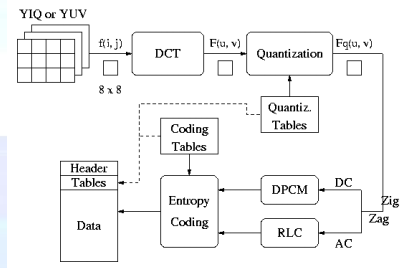 YIQ or YUV
f(i, j)
8 x 8
DCT
F(u, v)
Quantization
Fq(u, v)
Quantiz.
Tables
Coding
Tables
Header
Tables
Data
Entropy
Coding
DPCM
DC
RLC
AC
Zig
Zag